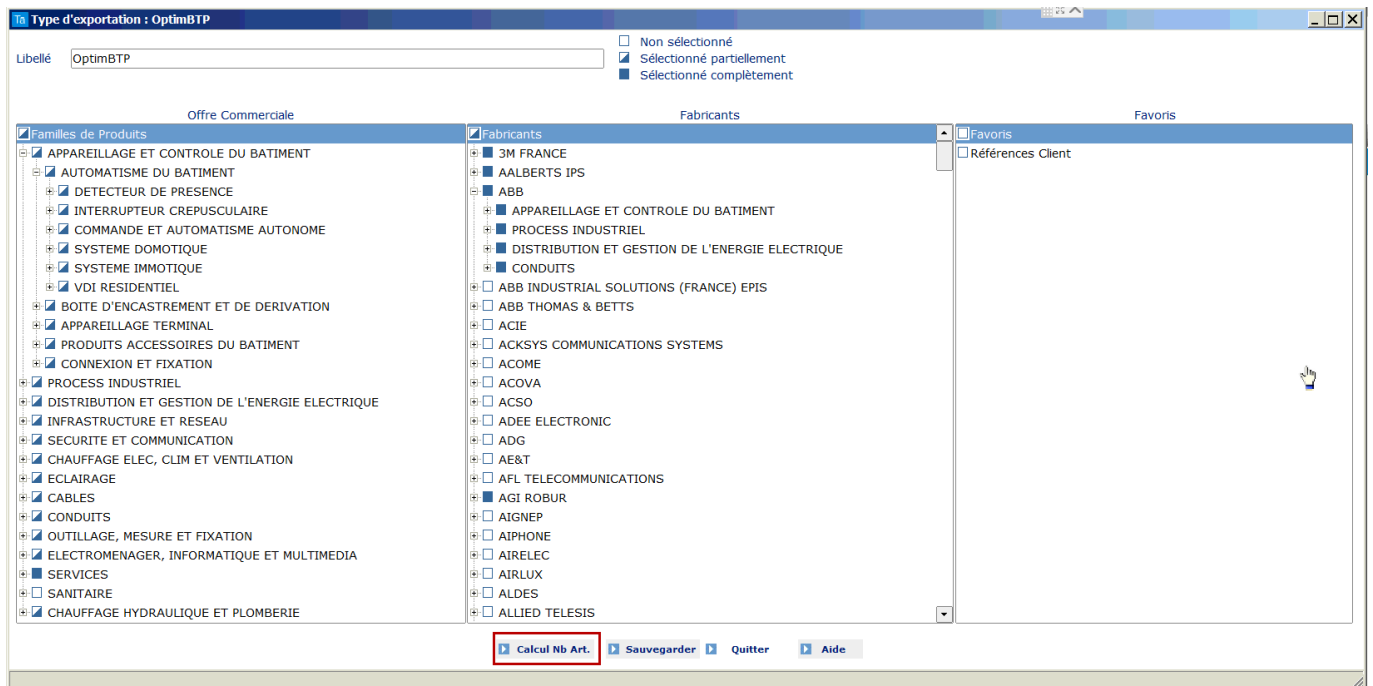 Ta Type d'exportation : OptimBTP
Libellé OptimBTP
Non sélectionné
Sélectionné partiellement
Sélectionné complètement
Offre Commerciale
Familles de Produits
APPAREILLAGE ET CONTROLE DU BATIMENT
AUTOMATISME DU BATIMENT
DETECTEUR DE PRESENCE
INTERRUPTEUR CREPUSCULAIRE
COMMANDE ET AUTOMATISME AUTONOME
SYSTEME DOMOTIQUE
SYSTEME IMMOTIQUE
VDI RESIDENTIEL
BOITE D'ENCASTREMENT ET DE DERIVATION
APPAREILLAGE TERMINAL
PRODUITS ACCESSOIRES DU BATIMENT
CONNEXION ET FIXATION
PROCESS INDUSTRIEL
DISTRIBUTION ET GESTION DE L'ENERGIE ELECTRIQUE
INFRASTRUCTURE ET RESEAU
SECURITE ET COMMUNICATION
CHAUFFAGE ELEC, CLIM ET VENTILATION
ECLAIRAGE
CABLES
CONDUITS
OUTILLAGE, MESURE ET FIXATION
ELECTROMENAGER, INFORMATIQUE ET MULTIMEDIA
SERVICES
SANITAIRE
CHAUFFAGE HYDRAULIQUE ET PLOMBERIE
Fabricants
Fabricants
3M FRANCE
AALBERTS IPS
ABB
APPAREILLAGE ET CONTROLE DU BATIMENT
PROCESS INDUSTRIEL
DISTRIBUTION ET GESTION DE L'ENERGIE ELECTRIQUE
CONDUITS
ABB INDUSTRIAL SOLUTIONS (FRANCE) EPIS
ABB THOMAS & BETTS
ACIE
ACKSYS COMMUNICATIONS SYSTEMS
ACOME
ACOVA
ACSO
ADEE ELECTRONIC
ADG
AE&T
AFL TELECOMMUNICATIONS
AGI ROBUR
AIGNEP
AIPHONE
AIRELEC
AIRLUX
ALDES
ALLIED TELESIS
Favoris
Favoris
Références Client
Calcul Nb Art. Sauvegarder Quitter Aide